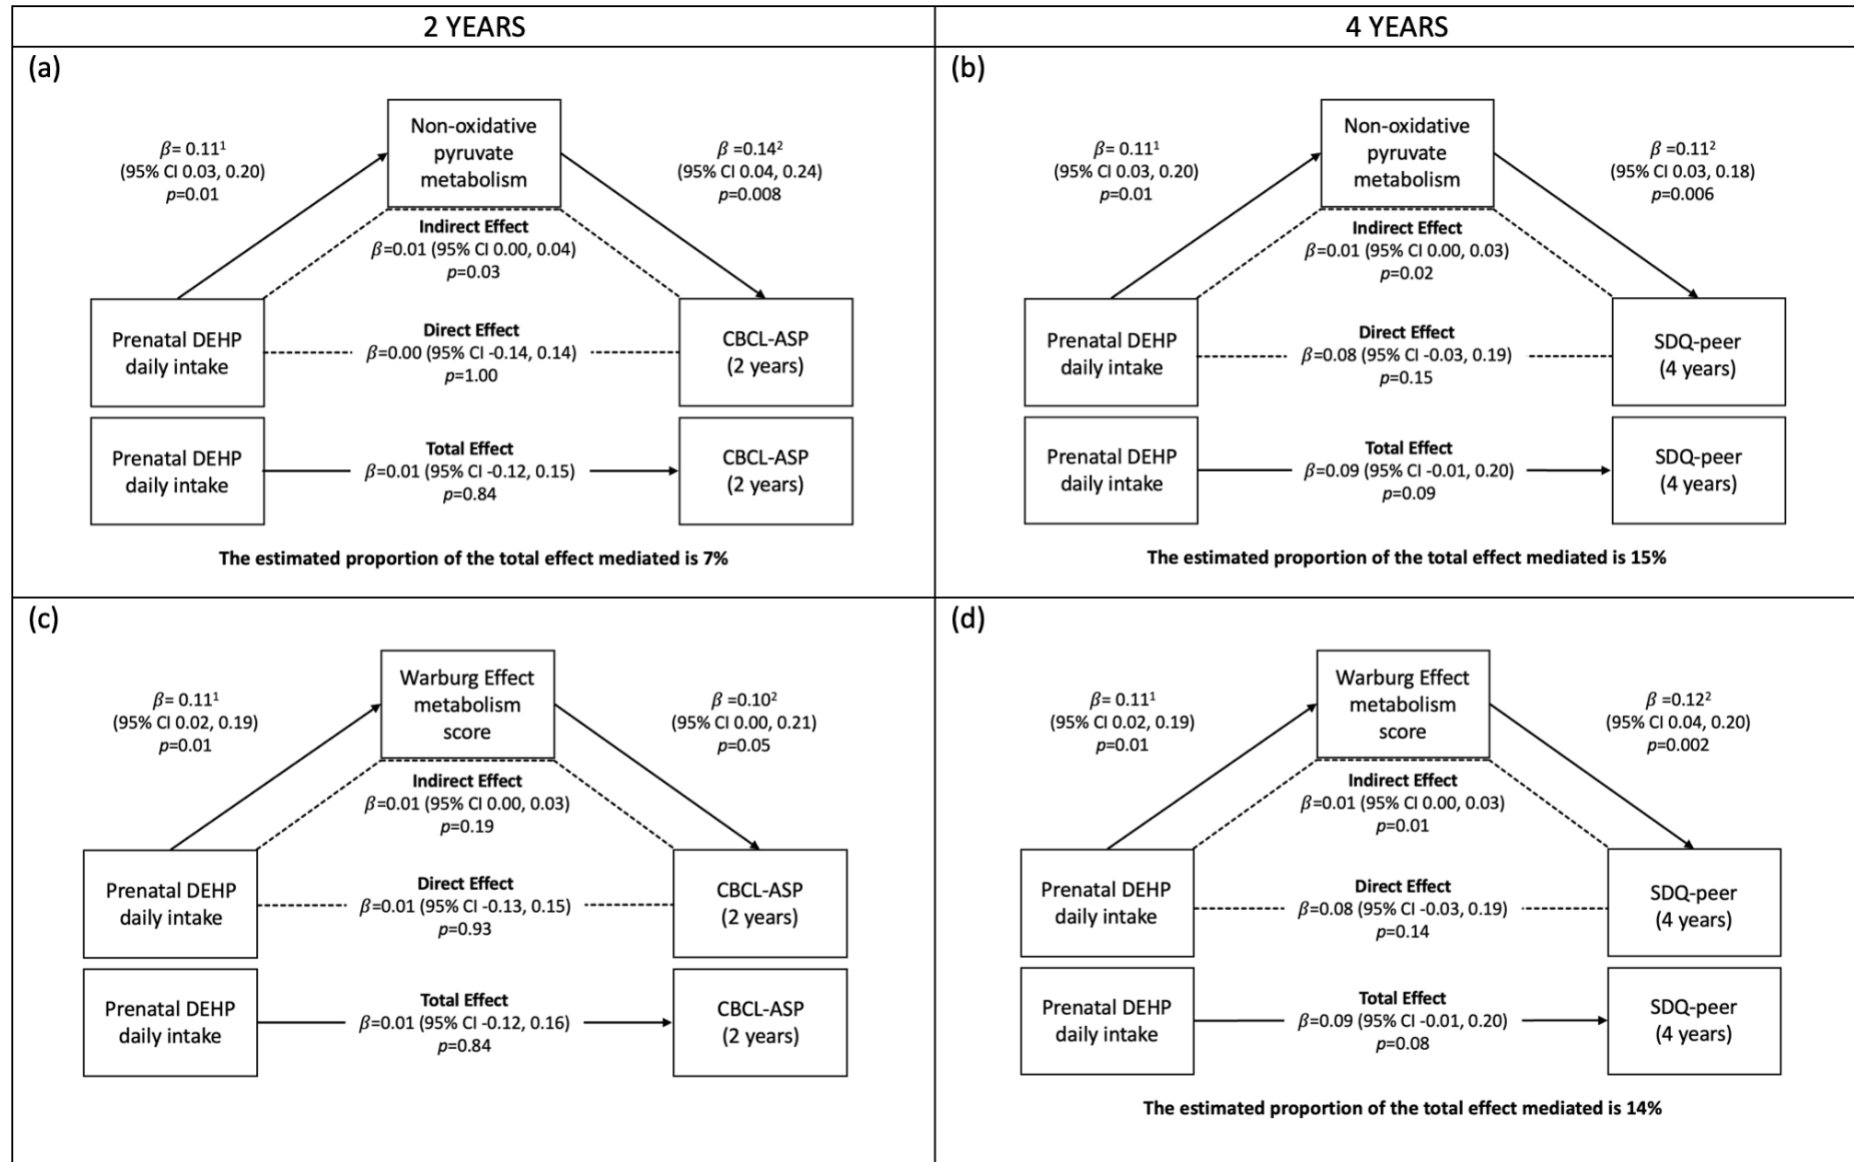 2 YEARS
4 YEARS
(a)
Non-oxidative
pyruvate
metabolism
β= 0.11¹
(95% CI 0.03, 0.20)
p=0.01
β =0.14²
(95% CI 0.04, 0.24)
p=0.008
Indirect Effect
β=0.01 (95% CI 0.00, 0.04)
p=0.03
Prenatal DEHP
daily intake
Direct Effect
β=0.00 (95% CI -0.14, 0.14)
p=1.00
CBCL-ASP
(2 years)
Prenatal DEHP
daily intake
Total Effect
β=0.01 (95% CI -0.12, 0.15)
p=0.84
CBCL-ASP
(2 years)
The estimated proportion of the total effect mediated is 7%
(b)
Non-oxidative
pyruvate
metabolism
β= 0.11¹
(95% CI 0.03, 0.20)
p=0.01
β =0.11²
(95% CI 0.03, 0.18)
p=0.006
Indirect Effect
β=0.01 (95% CI 0.00, 0.03)
p=0.02
Prenatal DEHP
daily intake
Direct Effect
β=0.08 (95% CI -0.03, 0.19)
p=0.15
SDQ-peer
(4 years)
Prenatal DEHP
daily intake
Total Effect
β=0.09 (95% CI -0.01, 0.20)
p=0.09
SDQ-peer
(4 years)
The estimated proportion of the total effect mediated is 15%
(c)
Warburg Effect
metabolism
score
β= 0.11¹
(95% CI 0.02, 0.19)
p=0.01
β =0.10²
(95% CI 0.00, 0.21)
p=0.05
Indirect Effect
β=0.01 (95% CI 0.00, 0.03)
p=0.19
Prenatal DEHP
daily intake
Direct Effect
β=0.01 (95% CI -0.13, 0.15)
p=0.93
CBCL-ASP
(2 years)
Prenatal DEHP
daily intake
Total Effect
β=0.01 (95% CI -0.12, 0.16)
p=0.84
CBCL-ASP
(2 years)
(d)
Warburg Effect
metabolism
score
β= 0.11¹
(95% CI 0.02, 0.19)
p=0.01
β =0.12²
(95% CI 0.04, 0.20)
p=0.002
Indirect Effect
β=0.01 (95% CI 0.00, 0.03)
p=0.01
Prenatal DEHP
daily intake
Direct Effect
β=0.08 (95% CI -0.03, 0.19)
p=0.14
SDQ-peer
(4 years)
Prenatal DEHP
daily intake
Total Effect
β=0.09 (95% CI -0.01, 0.20)
p=0.08
SDQ-peer
(4 years)
The estimated proportion of the total effect mediated is 14%